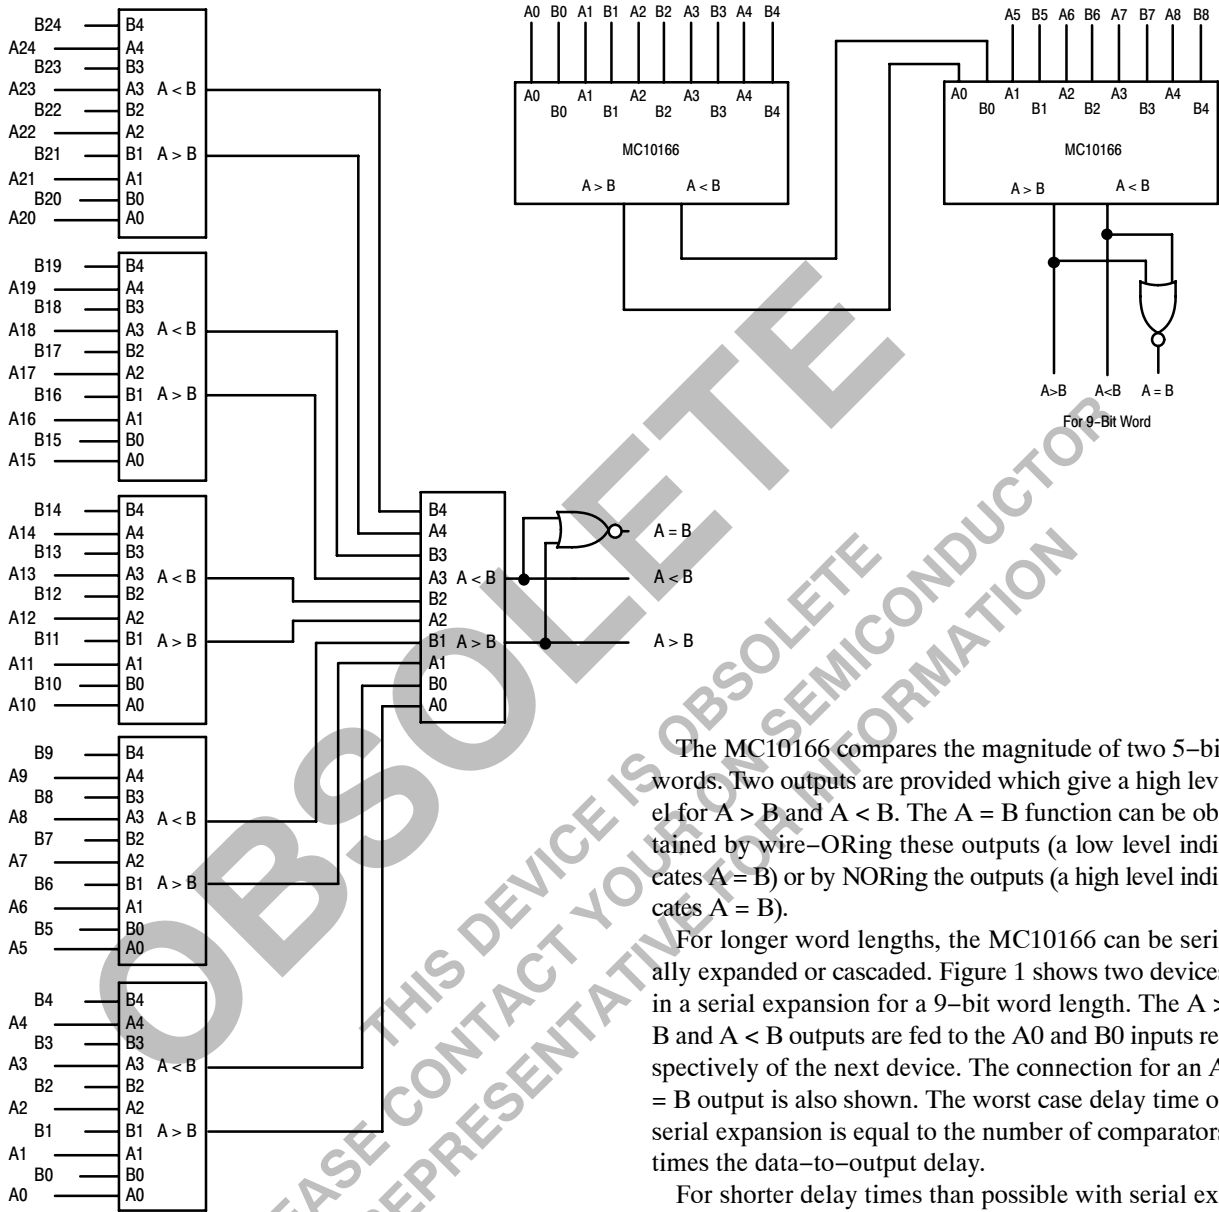 B24 B4
A24 A4
B23 B3
A23 A3 A < B
B22 B2
A22 A2
B21 B1 A > B
A21 A1
B20 B0
A20 A0
B19 B4
A19 A4
B18 B3
A18 A3 A < B
B17 B2
A17 A2
B16 B1 A > B
A16 A1
B15 B0
A15 A0
B14 B4
A14 A4
B13 B3
A13 A3 A < B
B12 B2
A12 A2
B11 B1 A > B
A11 A1
B10 B0
A10 A0
B9 B4
A9 A4
B8 B3
A8 A3 A < B
B7 B2
A7 A2
B6 B1 A > B
A6 A1
B5 B0
A5 A0
B4 B4
A4 A4
B3 B3
A3 A3 A < B
B2 B2
A2 A2
B1 B1 A > B
A1 A1
B0 B0
A0 A0
B4
A4
B3
A3 A < B
B2
A2
B1 A > B
A1
B0
A0
A = B
A < B
A > B
A0 B0 A1 B1 A2 B2 A3 B3 A4 B4
A0 A1 A2 A3 A4
B0 B1 B2 B3 B4
MC10166
A > B A < B
A5 B5 A6 B6 A7 B7 A8 B8
A0 A1 A2 A3 A4
B0 B1 B2 B3 B4
MC10166
A > B A < B
A>B A<B A = B
For 9–Bit Word
The MC10166 compares the magnitude of two 5–bi
words. Two outputs are provided which give a high lev
el for A > B and A < B. The A = B function can be ob
tained by wire–ORing these outputs (a low level indi
cates A = B) or by NORing the outputs (a high level indi
cates A = B).
For longer word lengths, the MC10166 can be seri
ally expanded or cascaded. Figure 1 shows two devices
in a serial expansion for a 9–bit word length. The A >
B and A < B outputs are fed to the A0 and B0 inputs re
spectively of the next device. The connection for an A
= B output is also shown. The worst case delay time o
serial expansion is equal to the number of comparators
times the data–to–output delay.
For shorter delay times than possible with serial ex
OBSOLETE
THIS DEVICE IS OBSOLETE
EASE CONTACT YOUR ON SEMICONDUCTOR
REPRESENTATIVE FOR INFORMATION